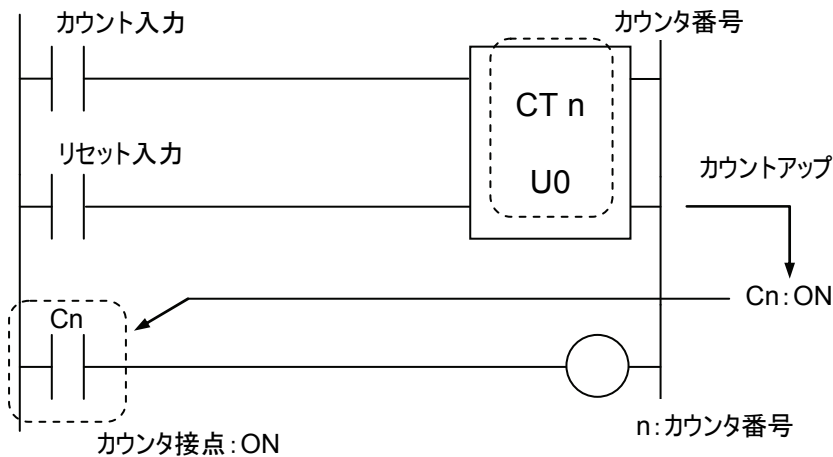 カウント入力
カウンタ番号
CT n
リセット入力
U0
カウントアップ
Cn:ON
Cn
n:カウンタ番号
カウンタ接点:ON